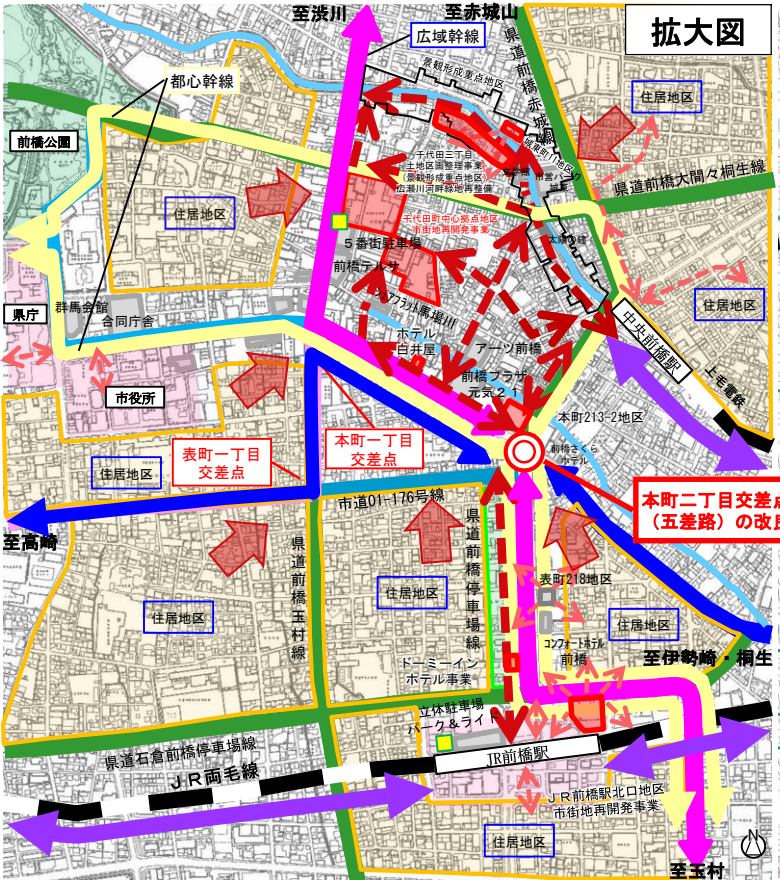 至渋川
至赤城山
拡大図
広域幹線
都心幹線
景観形成重点地区
県道前橋赤城線
住居地区
前橋公園
千代田三丁目
土地区画整理事業
(景観形成重点地区)
広瀬川河畔緑地再整備
城東町
市営パーク
城東
県道前橋大間々桐生線
住居地区
千代田町中心拠点地区
市街地再開発事業
太陽の鐘
5番街駐車場
前橋テルサ
住居地区
群馬会館
合同庁舎
県庁
馬場川
ホテル
白井屋
アーツ前橋
中央前橋駅
上毛電鉄
市役所
前橋プラザ
元気21
本町213-2地区
表町一丁目
交差点
本町一丁目
交差点
前橋さくら
ホテル
住居地区
市道01-176号線
本町二丁目交差点
(五差路)の改良
至高崎
県道前橋玉村線
県道前橋停車場線
表町218地区
住居地区
住居地区
住居地区
コンフォートホテル
前橋
至伊勢崎・桐生
ドーミーイン
ホテル事業
立体駐車場
パーク&ライド
県道石倉前橋停車場線
JR両毛線
JR前橋駅
JR前橋駅北口地区
市街地再開発事業
住居地区
N
至玉村